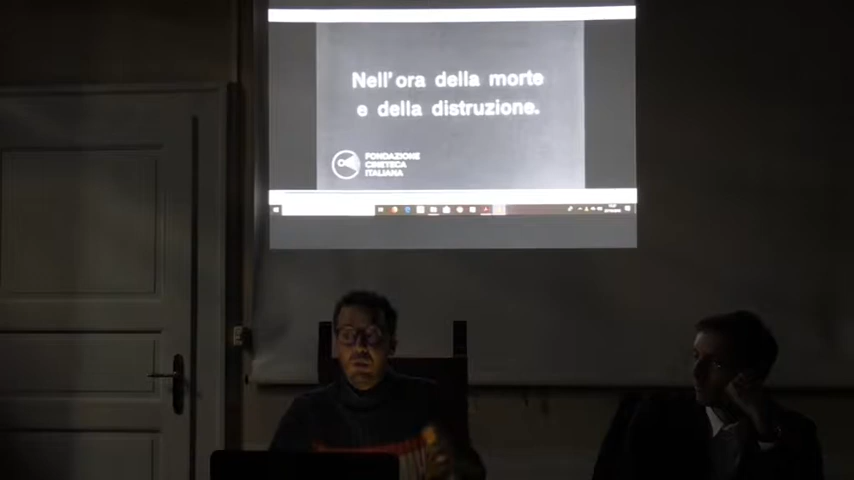 Nell'ora della morte
e della distruzione.
FONDAZIONE
CINETECA
ITALIANA